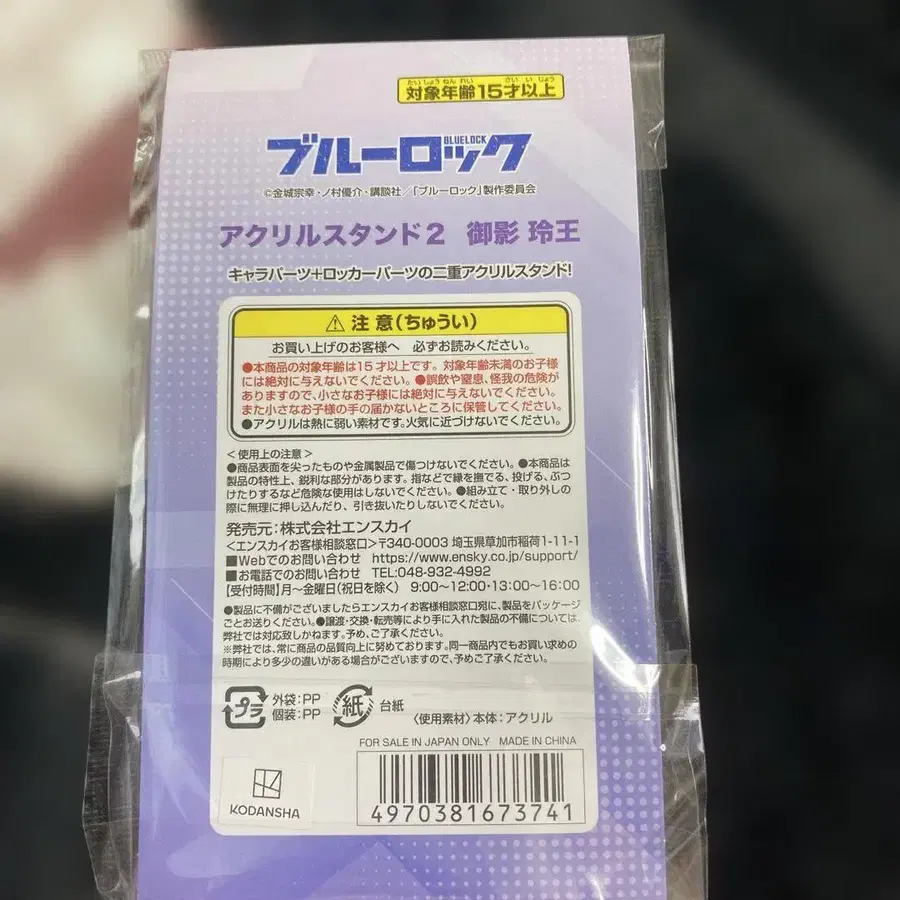 たい しょう ねん れい さい い じょう
対象年齢15才以上
BLUELOCK
ブルーロック
©金城宗幸・ノ村優介・講談社／「ブルーロック」製作委員会
アクリルスタンド2 御影 玲王
キャラパーツ+ロッカーパーツの二重アクリルスタンド!
⚠ 注 意(ちゅうい)
お買い上げのお客様へ 必ずお読みください。
●本商品の対象年齢は15才以上です。対象年齢未満のお子様
には絶対に与えないでください。●誤飲や窒息、怪我の危険が
ありますので、小さなお子様には絶対に与えないでください。
また小さなお子様の手の届かないところに保管してください。
●アクリルは熱に弱い素材です。火気に近づけないでください。
<使用上の注意>
●商品表面を尖ったものや金属製品で傷つけないでください。●本商品は
製品の特性上、鋭利な部分があります。指などで縁を撫でる、投げる、ぶつ
けたりするなど危険な使用はしないでください。●組み立て・取り外しの
際に無理に押し込んだり、引き抜いたりしないでください。
発売元:株式会社エンスカイ
<エンスカイお客様相談窓口>〒340-0003 埼玉県草加市稲荷1-11-1
■Webでのお問い合わせ https://www.ensky.co.jp/support/
■お電話でのお問い合わせ TEL:048-932-4992
【受付時間】月〜金曜日(祝日を除く) 9:00〜12:00・13:00〜16:00
●製品に不備がございましたらエンスカイお客様相談窓口宛に、製品をパッケージ
ごとお送りください。●譲渡・交換・転売等により手に入れた製品の不備については、
弊社では対応致しかねます。予め、ご了承ください。
※弊社では、常に商品の品質向上に努めております。同一商品内でもお買い求めの
時期により多少の違いがある場合がございますので、予めご了承ください。
プラ 外袋:PP
個装:PP
紙 台紙
〈使用素材〉本体:アクリル
FOR SALE IN JAPAN ONLY MADE IN CHINA
KODANSHA
4970381673741